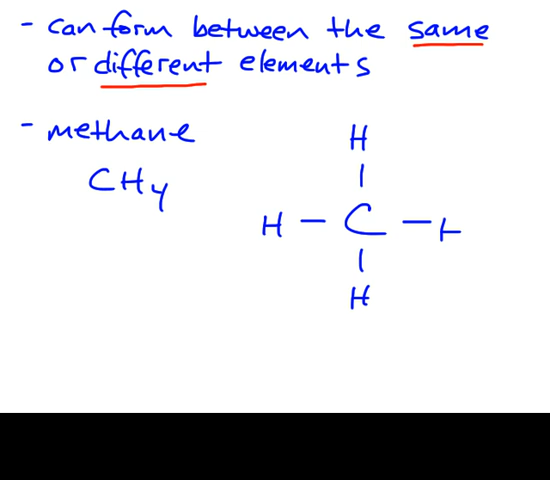 - can form between the same
or different elements
- methane
CH4
H
|
H - C - 
|
H